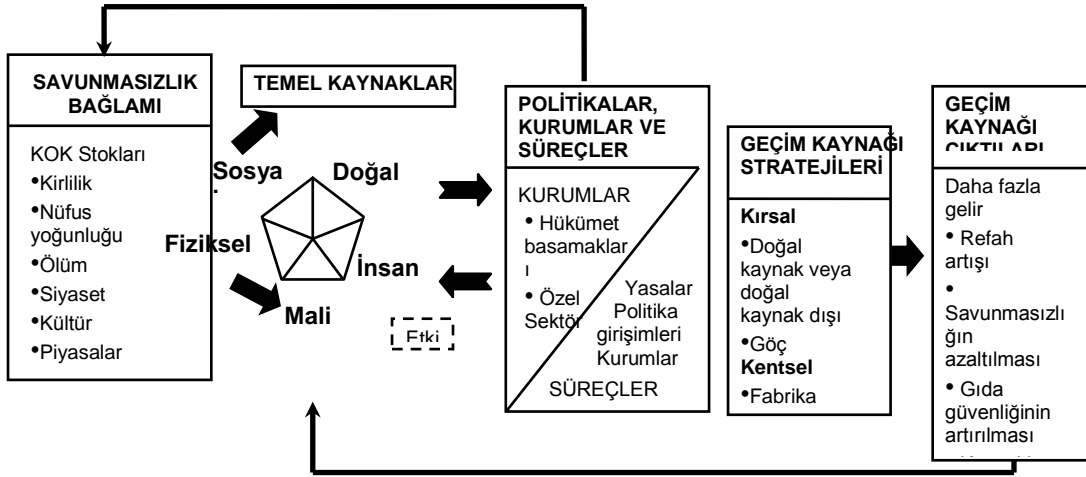 SAVUNMASIZLIK
BAĞLAMI
KOK Stokları
•Kirlilik
•Nüfus
yoğunluğu
•Ölüm
•Siyaset
•Kültür
•Piyasalar
TEMEL KAYNAKLAR
Sosya
Doğal
Fiziksel
İnsan
Mali
Etki
POLİTİKALAR,
KURUMLAR VE
SÜREÇLER
KURUMLAR
• Hükümet
basamaklar
ı
• Özel
Sektör
Yasalar
Politika
girişimleri
Kurumlar
SÜREÇLER
GEÇİM KAYNAĞI
STRATEJİLERİ
Kırsal
•Doğal
kaynak veya
doğal
kaynak dışı
•Göç
Kentsel
•Fabrika
GEÇİM
KAYNAĞI
ÇIKTILARI
Daha fazla
gelir
• Refah
artışı
•
Savunmasızlı
ğın
azaltılması
• Gıda
güvenliğinin
artırılması